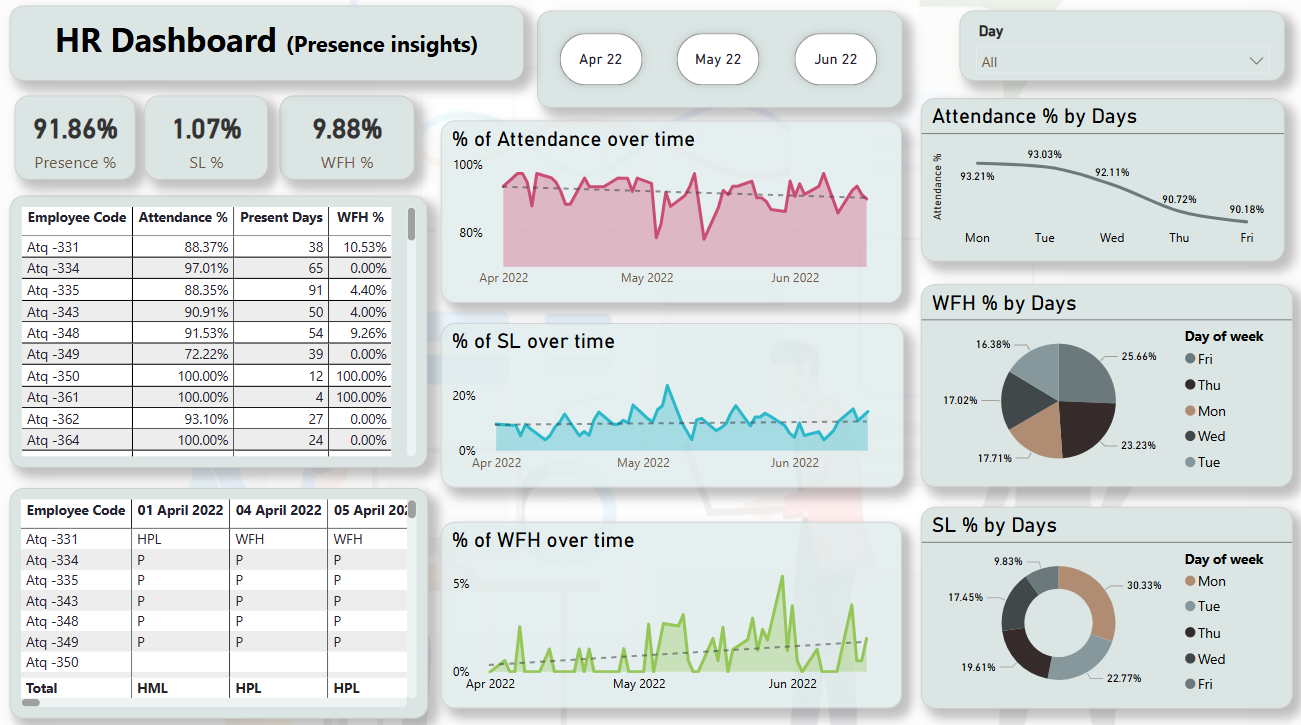 HR Dashboard (Presence insights)
Apr 22
May 22
Jun 22
Day
All
91.86%
Presence %
1.07%
SL %
9.88%
WFH %
Employee Code Attendance % Present Days WFH %
Atq -331 88.37% 38 10.53%
Atq -334 97.01% 65 0.00%
Atq -335 88.35% 91 4.40%
Atq -343 90.91% 50 4.00%
Atq -348 91.53% 54 9.26%
Atq -349 72.22% 39 0.00%
Atq -350 100.00% 12 100.00%
Atq -361 100.00% 4 100.00%
Atq -362 93.10% 27 0.00%
Atq -364 100.00% 24 0.00%
Employee Code 01 April 2022 04 April 2022 05 April 202
Atq -331 HPL WFH WFH
Atq -334 P P P
Atq -335 P P P
Atq -343 P P P
Atq -348 P P P
Atq -349 P P P
Atq -350
Total HML HPL HPL
% of Attendance over time
100%
80%
Apr 2022 May 2022 Jun 2022
% of SL over time
20%
0%
Apr 2022 May 2022 Jun 2022
% of WFH over time
5%
0%
Apr 2022 May 2022 Jun 2022
Attendance % by Days
Attendance %
93.21%
93.03%
92.11%
90.72%
90.18%
Mon Tue Wed Thu Fri
WFH % by Days
16.38%
25.66%
17.02%
17.71%
23.23%
Day of week
Fri
Thu
Mon
Wed
Tue
SL % by Days
9.83%
30.33%
17.45%
19.61%
22.77%
Day of week
Mon
Tue
Thu
Wed
Fri